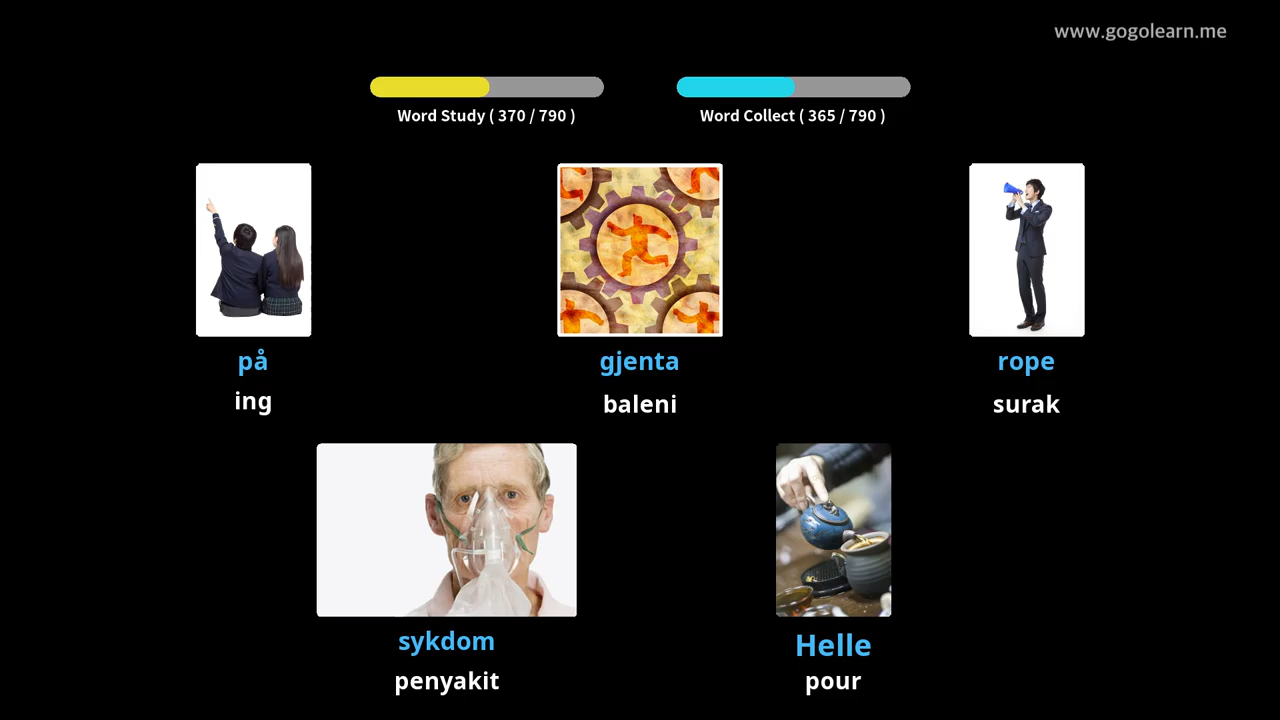 www.gogolearn.me
Word Study ( 370 / 790 )
Word Collect ( 365 / 790 )
på
ing
gjenta
baleni
rope
surak
sykdom
penyakit
Helle
pour